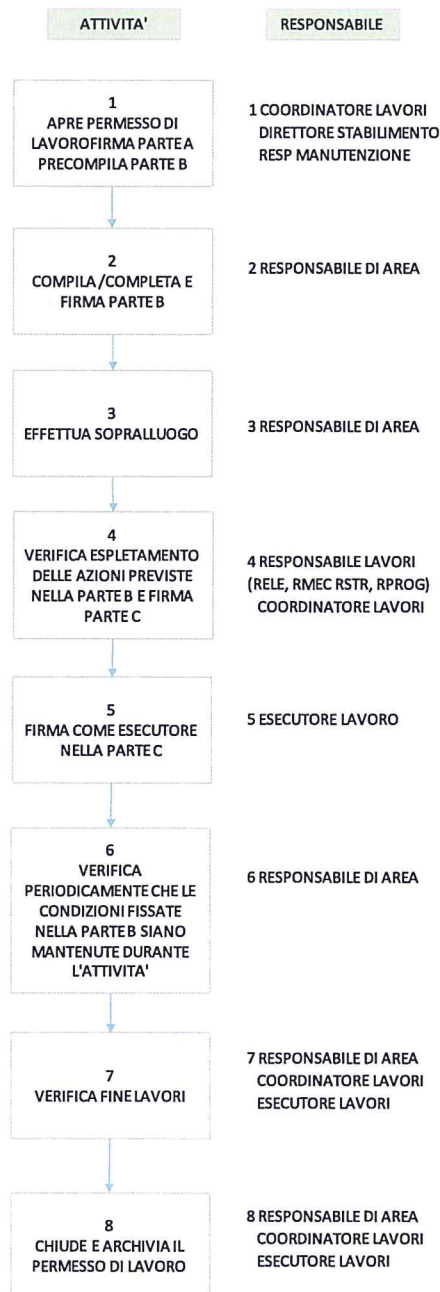 ATTIVITA' RESPONSABILE
1
APRE PERMESSO DI
LAVOROFIRMA PARTE A
PRECOMPILA PARTE B
1 COORDINATORE LAVORI
DIRETTORE STABILIMENTO
RESP MANUTENZIONE
2
COMPILA/COMPLETA E
FIRMA PARTE B
2 RESPONSABILE DI AREA
3
EFFETTUA SOPRALLUOGO
3 RESPONSABILE DI AREA
4
VERIFICA ESPLETAMENTO
DELLE AZIONI PREVISTE
NELLA PARTE B E FIRMA
PARTE C
4 RESPONSABILE LAVORI
(RELE, RMEC RSTR, RPROG)
COORDINATORE LAVORI
5
FIRMA COME ESECUTORE
NELLA PARTE C
5 ESECUTORE LAVORO
6
VERIFICA
PERIODICAMENTE CHE LE
CONDIZIONI FISSATE
NELLA PARTE B SIANO
MANTENUTE DURANTE
L'ATTIVITA'
6 RESPONSABILE DI AREA
7
VERIFICA FINE LAVORI
7 RESPONSABILE DI AREA
COORDINATORE LAVORI
ESECUTORE LAVORI
8
CHIUDE E ARCHIVIA IL
PERMESSO DI LAVORO
8 RESPONSABILE DI AREA
COORDINATORE LAVORI
ESECUTORE LAVORI